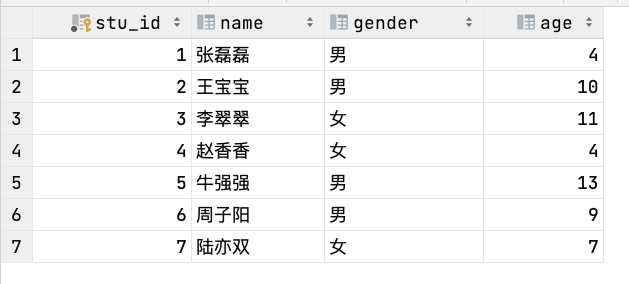 stu_id name gender age
1 1 张磊磊 男 4
2 2 王宝宝 男 10
3 3 李翠翠 女 11
4 4 赵香香 女 4
5 5 牛强强 男 13
6 6 周子阳 男 9
7 7 陆亦双 女 7